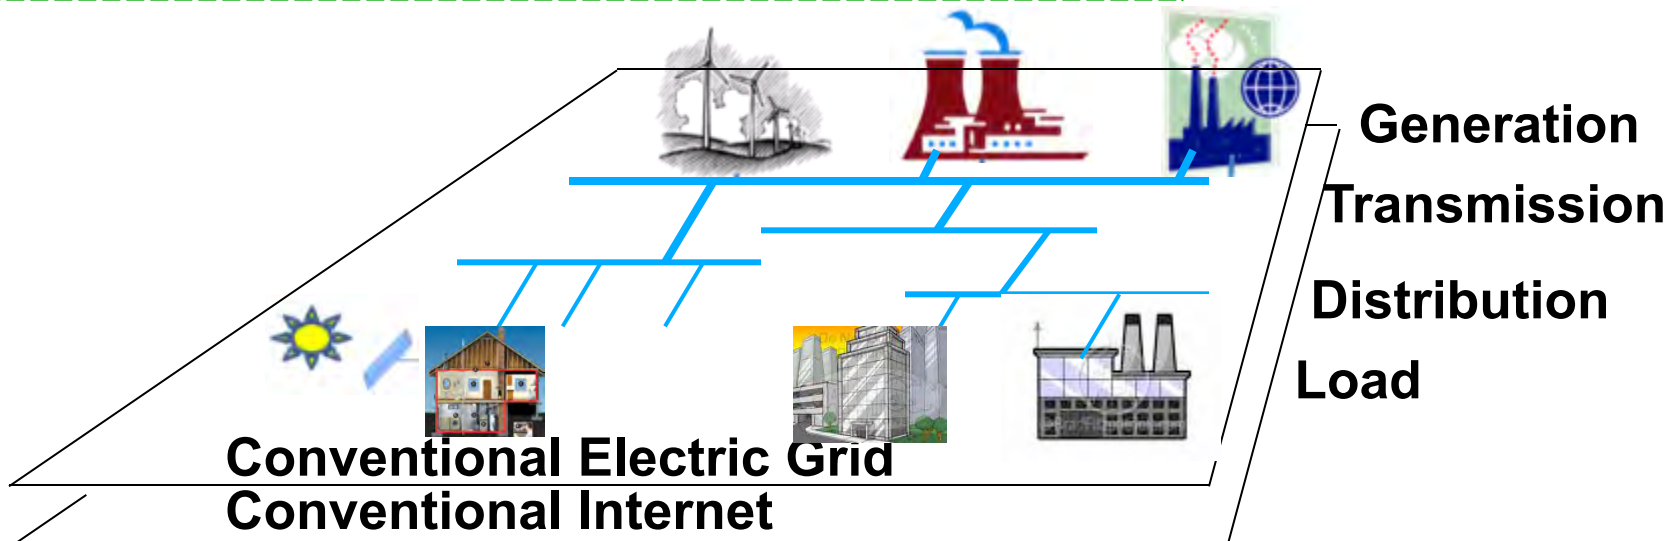 Generation
Transmission
Distribution
Load
Conventional Electric Grid
Conventional Internet